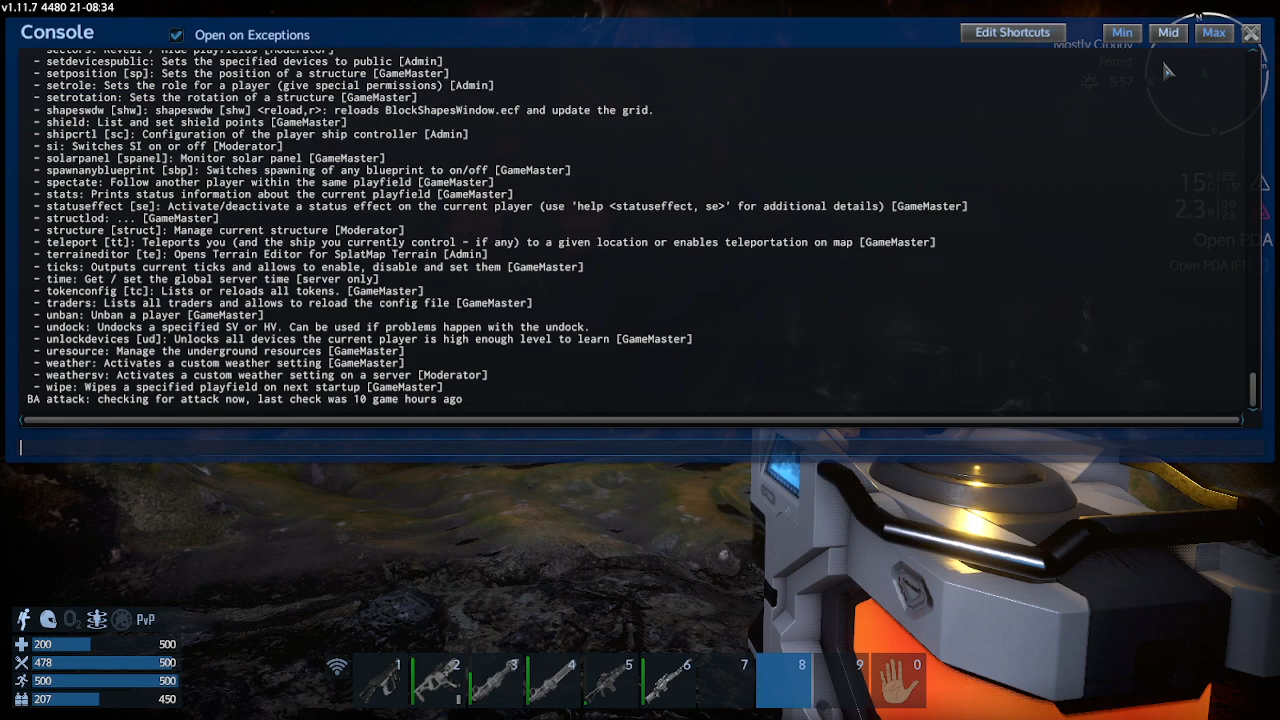 v1.11.7 4480 21-08:34
Console
Open on Exceptions
Edit Shortcuts
Min
Mid
Max
N
Mostly Cloudy
Forest
5:57
- sectors: Reveal / hide playfields [Moderator]
- setdevicespublic: Sets the specified devices to public [Admin]
- setposition [sp]: Sets the position of a structure [GameMaster]
- setrole: Sets the role for a player (give special permissions) [Admin]
- setrotation: Sets the rotation of a structure [GameMaster]
- shapeswdw [shw]: shapeswdw [shw] <reload,r>: reloads BlockShapesWindow.ecf and update the grid.
- shield: List and set shield points [GameMaster]
- shipcrtl [sc]: Configuration of the player ship controller [Admin]
- si: Switches SI on or off [Moderator]
- solarpanel [spanel]: Monitor solar panel [GameMaster]
- spawnanyblueprint [sbp]: Switches spawning of any blueprint to on/off [GameMaster]
- spectate: Follow another player within the same playfield [GameMaster]
- stats: Prints status information about the current playfield [GameMaster]
- statuseffect [se]: Activate/deactivate a status effect on the current player (use 'help <statuseffect, se>' for additional details) [GameMaster]
- structlod: ... [GameMaster]
- structure [struct]: Manage current structure [Moderator]
- teleport [tt]: Teleports you (and the ship you currently control - if any) to a given location or enables teleportation on map [GameMaster]
- terraineditor [te]: Opens Terrain Editor for SplatMap Terrain [Admin]
- ticks: Outputs current ticks and allows to enable, disable and set them [GameMaster]
- time: Get / set the global server time [server only]
- tokenconfig [tc]: Lists or reloads all tokens. [GameMaster]
- traders: Lists all traders and allows to reload the config file [GameMaster]
- unban: Unban a player [GameMaster]
- undock: Undocks a specified SV or HV. Can be used if problems happen with the undock.
- unlockdevices [ud]: Unlocks all devices the current player is high enough level to learn [GameMaster]
- uresource: Manage the underground resources [GameMaster]
- weather: Activates a custom weather setting [GameMaster]
- weathersv: Activates a custom weather setting on a server [Moderator]
- wipe: Wipes a specified playfield on next startup [GameMaster]
BA attack: checking for attack now, last check was 10 game hours ago
Open PDA
O2
PvP
200 500
478 500
500 500
207 450
1 2 3 4 5 6 7 8 9 0